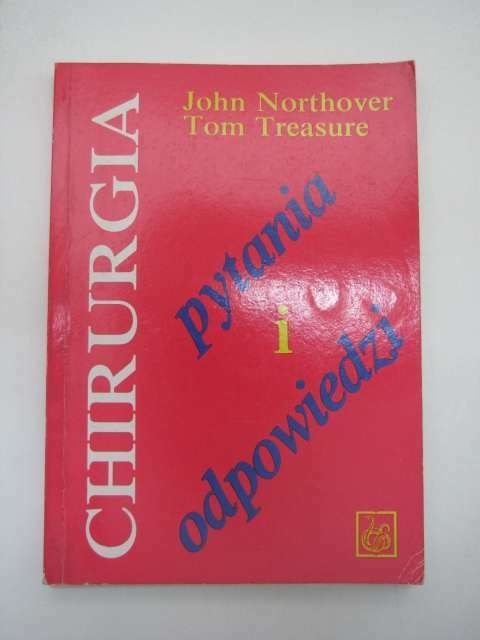 CHIRURGIA
John Northover
Tom Treasure
pytania
i
odpowiedzi